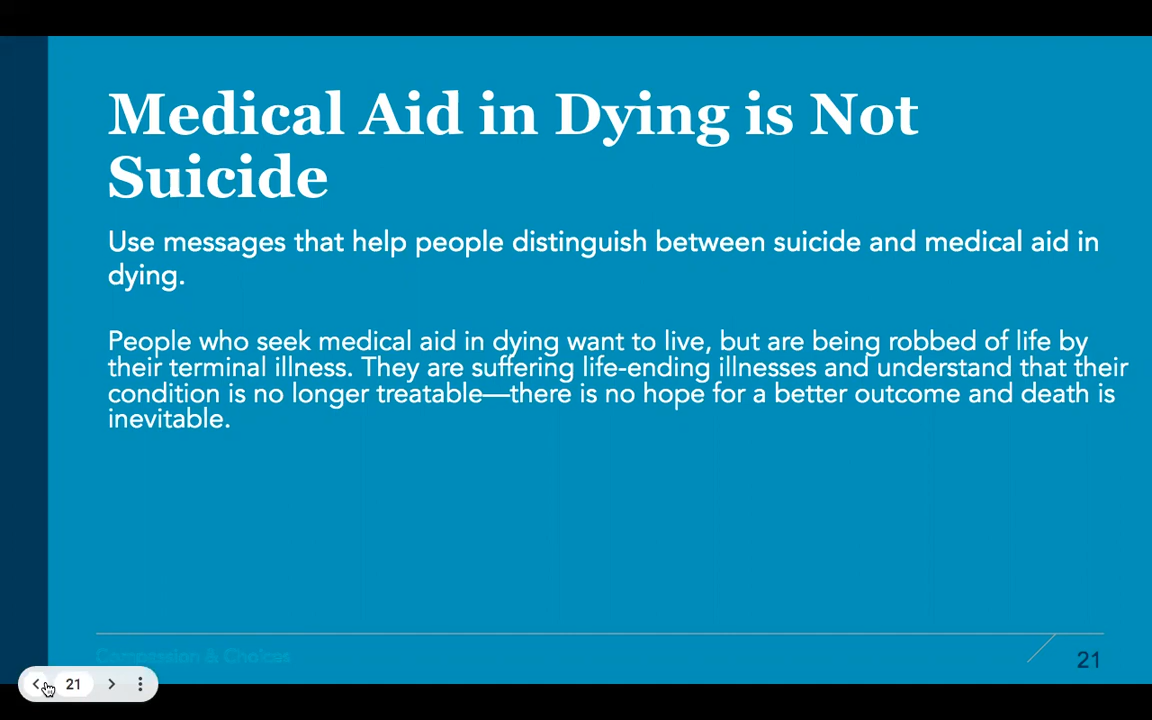 Medical Aid in Dying is Not
Suicide
Use messages that help people distinguish between suicide and medical aid in
dying.
People who seek medical aid in dying want to live, but are being robbed of life by
their terminal illness. They are suffering life-ending illnesses and understand that their
condition is no longer treatable—there is no hope for a better outcome and death is
inevitable.
Compassion & Choices
21
21